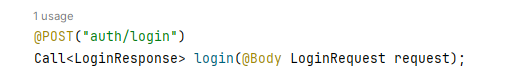 1 usage
@POST("auth/login")
Call<LoginResponse> login(@Body LoginRequest request);